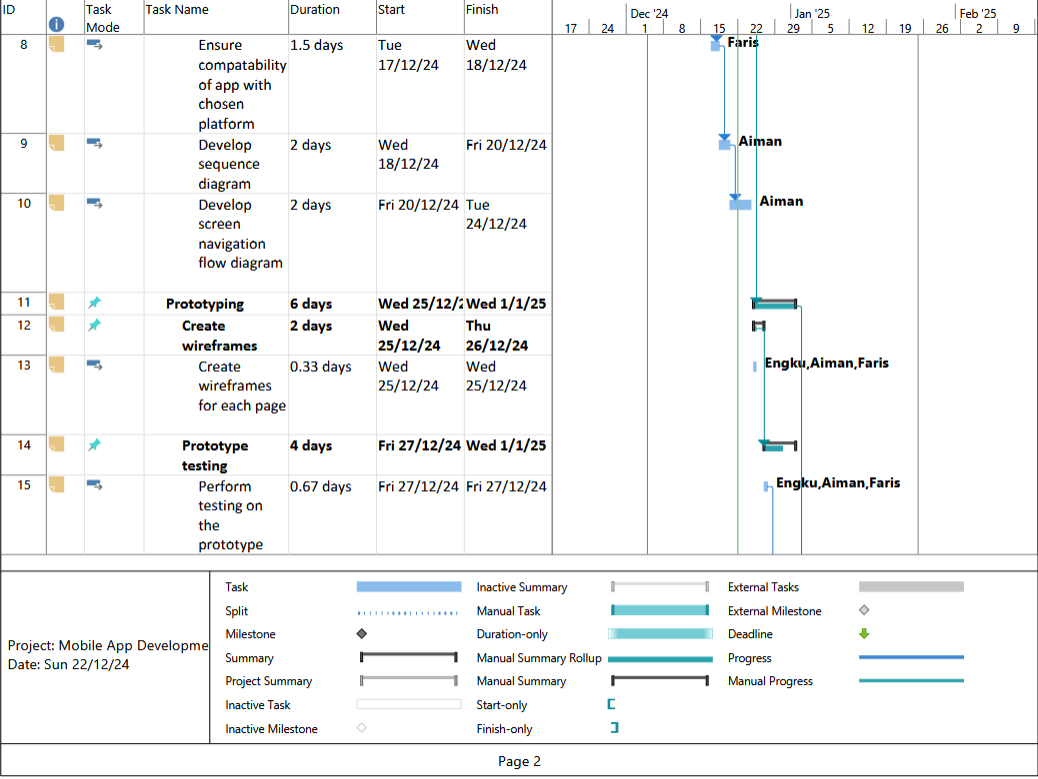 ID
Task Mode
Task Name
Duration
Start
Finish
Dec '24
Jan '25
Feb '25
17 24 1 8 15 22 29 5 12 19 26 2 9
8
Ensure
compatability
of app with
chosen
platform
1.5 days
Tue
17/12/24
Wed
18/12/24
Faris
9
Develop
sequence
diagram
2 days
Wed
18/12/24
Fri 20/12/24
Aiman
10
Develop
screen
navigation
flow diagram
2 days
Fri 20/12/24
Tue
24/12/24
Aiman
11
Prototyping
6 days
Wed 25/12/2
Wed 1/1/25
12
Create
wireframes
2 days
Wed
25/12/24
Thu
26/12/24
13
Create
wireframes
for each page
0.33 days
Wed
25/12/24
Wed
25/12/24
Engku,Aiman,Faris
14
Prototype
testing
4 days
Fri 27/12/24
Wed 1/1/25
15
Perform
testing on
the
prototype
0.67 days
Fri 27/12/24
Fri 27/12/24
Engku,Aiman,Faris
Project: Mobile App Developme
Date: Sun 22/12/24
Task
Split
Milestone
Summary
Project Summary
Inactive Task
Inactive Milestone
Inactive Summary
Manual Task
Duration-only
Manual Summary Rollup
Manual Summary
Start-only
Finish-only
External Tasks
External Milestone
Deadline
Progress
Manual Progress
Page 2